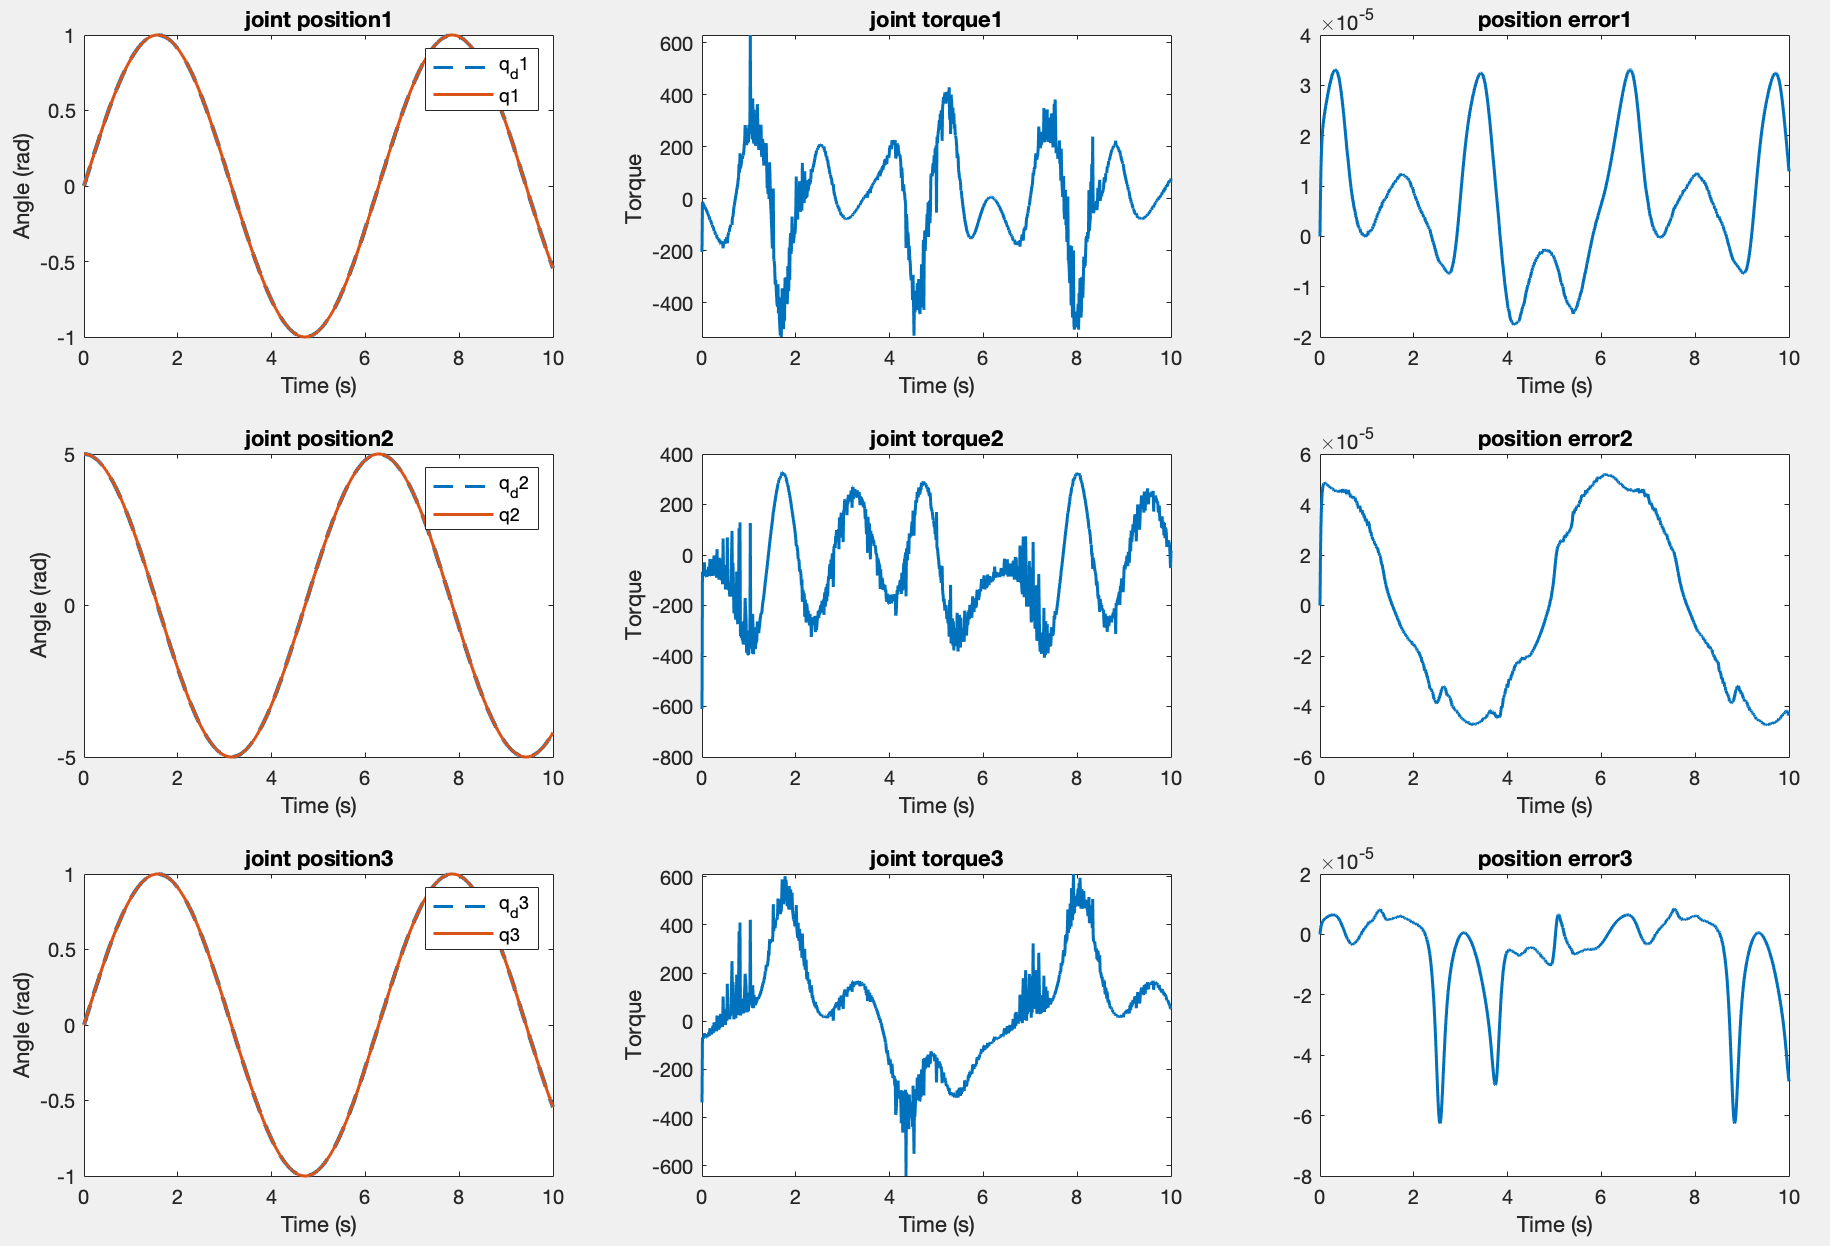 joint position1
1
0.5
0
-0.5
-1
Angle (rad)
q_d1
q1
0 2 4 6 8 10
Time (s)
joint torque1
600
400
200
0
-200
-400
Torque
0 2 4 6 8 10
Time (s)
position error1
×10^-5
4
3
2
1
0
-1
-2
0 2 4 6 8 10
Time (s)
joint position2
5
0
-5
Angle (rad)
q_d2
q2
0 2 4 6 8 10
Time (s)
joint torque2
400
200
0
-200
-400
-600
-800
Torque
0 2 4 6 8 10
Time (s)
position error2
×10^-5
6
4
2
0
-2
-4
-6
0 2 4 6 8 10
Time (s)
joint position3
1
0.5
0
-0.5
-1
Angle (rad)
q_d3
q3
0 2 4 6 8 10
Time (s)
joint torque3
600
400
200
0
-200
-400
-600
Torque
0 2 4 6 8 10
Time (s)
position error3
×10^-5
2
0
-2
-4
-6
-8
0 2 4 6 8 10
Time (s)